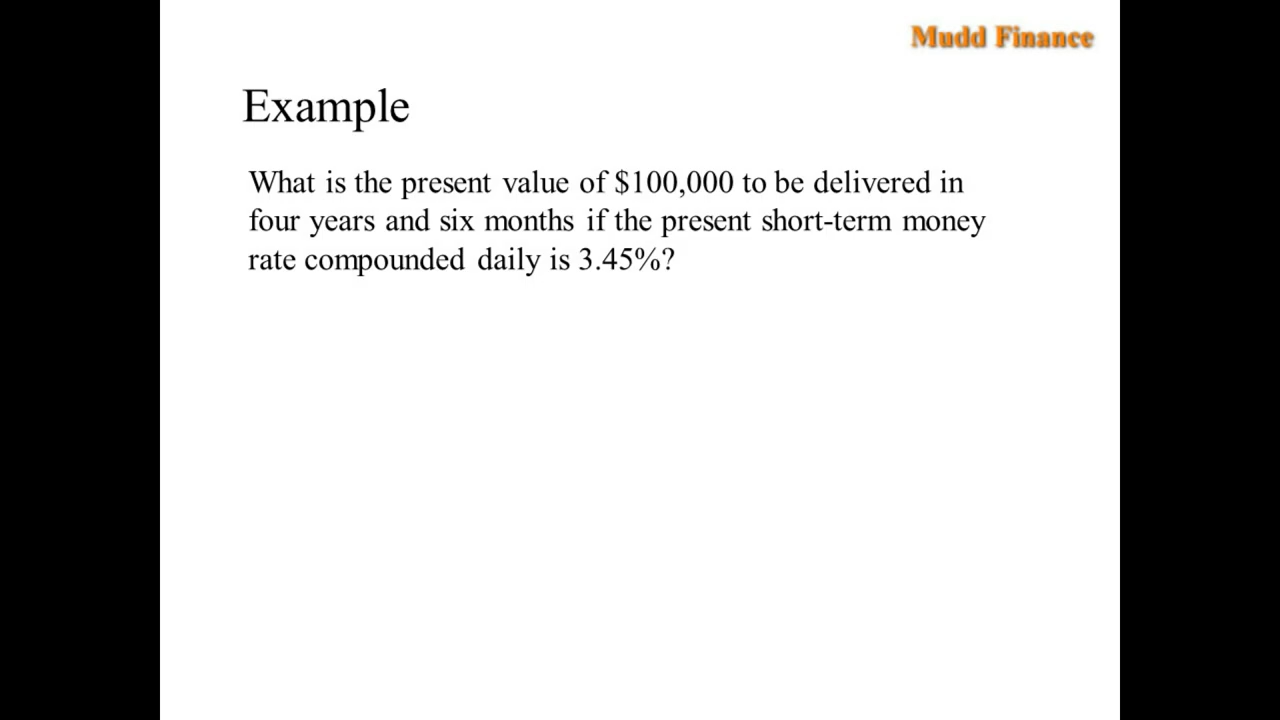 Mudd Finance
Example
What is the present value of $100,000 to be delivered in
four years and six months if the present short-term money
rate compounded daily is 3.45%?